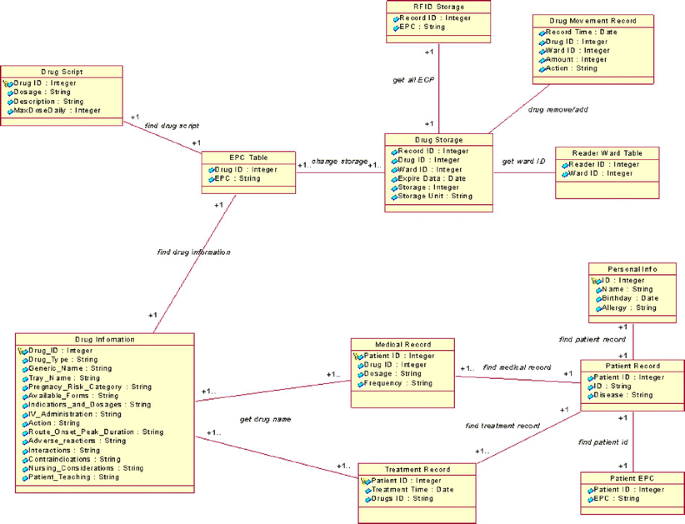 RFID Storage
Record ID : Integer
EPC : String
+1
get all ECP
+1
Drug Movement Record
Record Time : Date
Drug ID : Integer
Ward ID : Integer
Amount : Integer
Action : String
drug remove/add
Drug Script
Drug ID : Integer
Dosage : String
Description : String
MaxDoseDaily : Integer
+1
find drug script
+1
EPC Table
Drug ID : Integer
EPC : String
+1..
change storage
+1..
Drug Storage
Record ID : Integer
Drug ID : Integer
Ward ID : Integer
Expire Data : Date
Storage : Integer
Storage Unit : String
get ward ID
Reader Ward Table
Reader ID : Integer
Ward ID : Integer
+1
find drug information
+1
Personal Info
ID : Integer
Name : String
Birthday : Date
Allergy : String
+1
find patient record
+1
Drug Infomation
Drug_ID : Integer
Drug_Type : String
Generic_Name : String
Tray_Name : String
Pregnacy_Risk_Category : String
Available_Forms : String
Indications_and_Dosages : String
IV_Administration : String
Action : String
Route_Onset_Peak_Duration : String
Adverse_reactions : String
Interactions : String
Contraindications : String
Nursing_Considerations : String
Patient_Teaching : String
+1..
get drug name
+1..
+1..
+1..
Medical Record
Patient ID : Integer
Drug ID : Integer
Dosage : String
Frequency : String
+1..
find medical record
+1
Patient Record
Patient ID : Integer
ID : String
Disease : String
+1
find treatment record
+1..
Treatment Record
Patient ID : Integer
Treatment Time : Date
Drugs ID : String
+1
find patient id
+1
Patient EPC
Patient ID : Integer
EPC : String